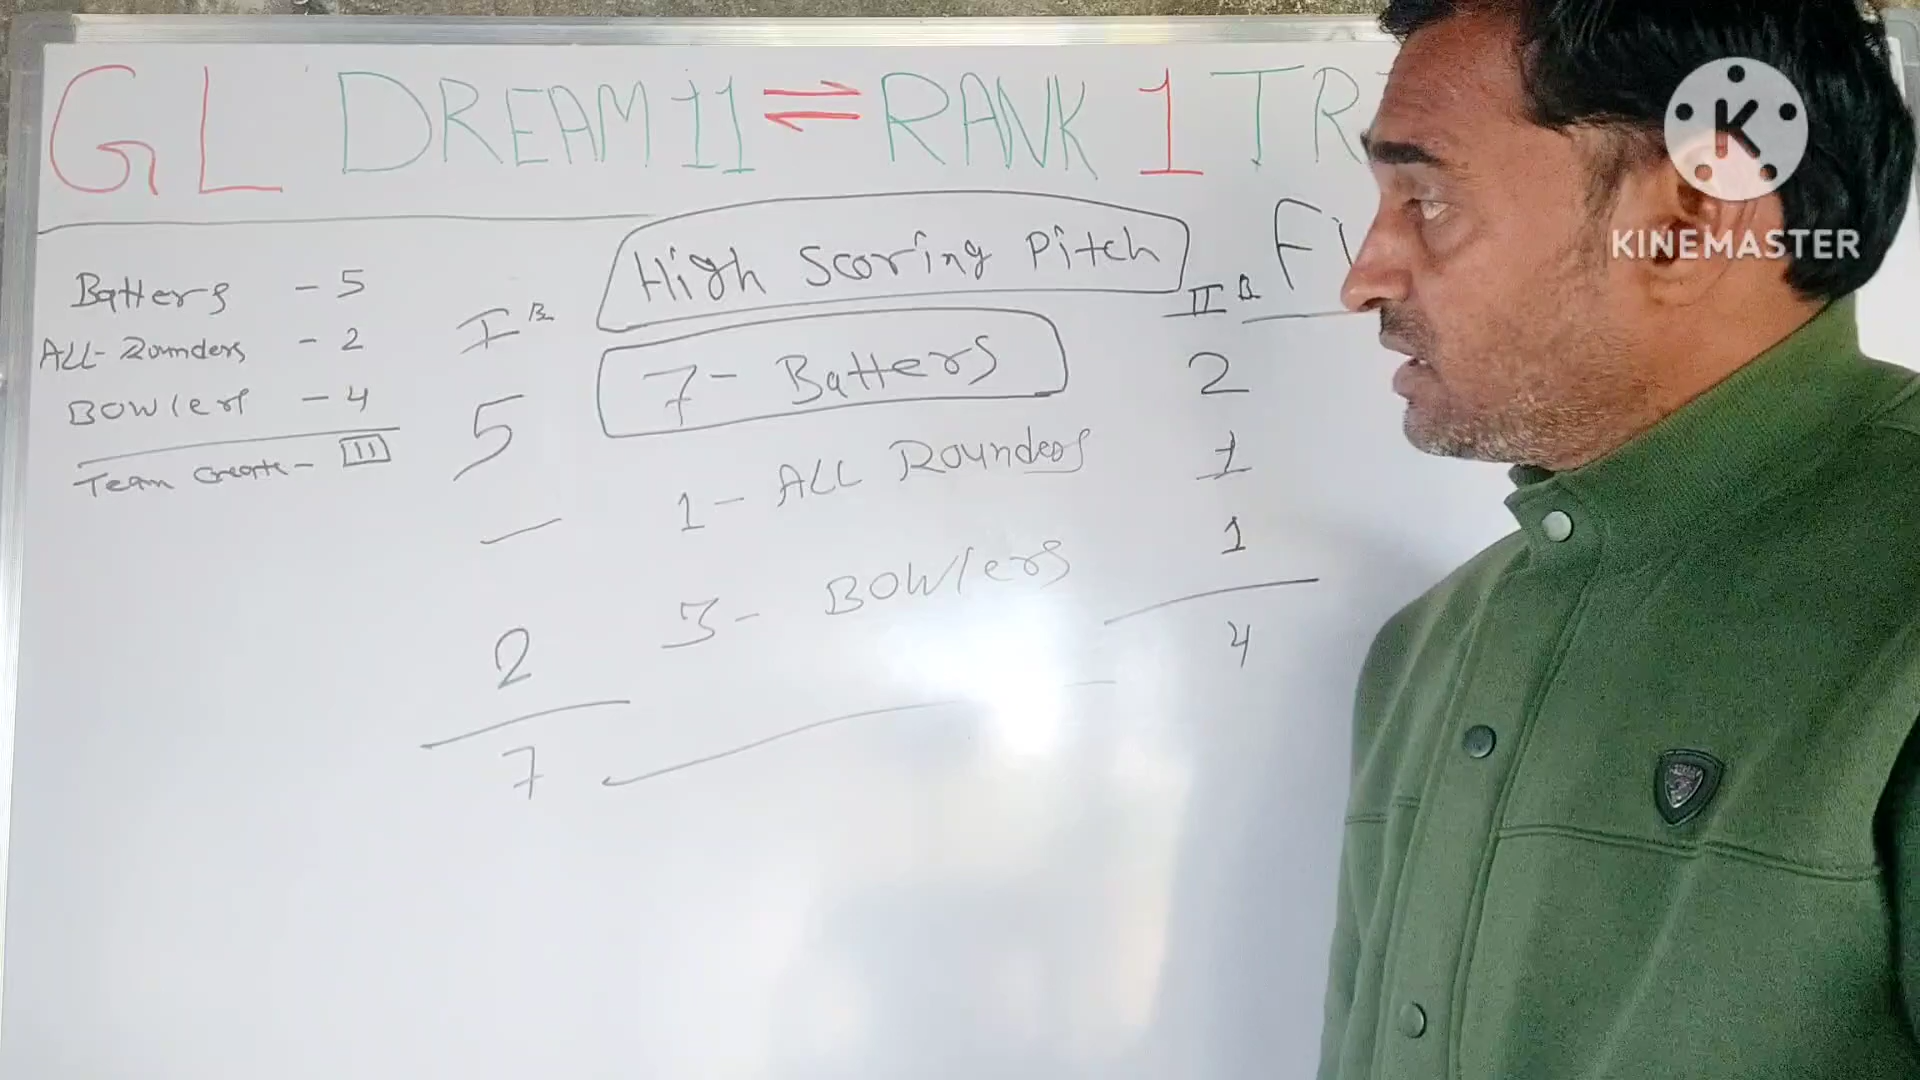 GL DREAM 11 ⇌ RANK 1 TR
High Scoring Pitch
Batters - 5
ALL-Rounders - 2
Bowlers - 4
Team Create - 11
I B
5
—
2
7
7 - Batters
1 - ALL Rounders
3 - Bowlers
II B
2
1
1
4
K
KINEMASTER